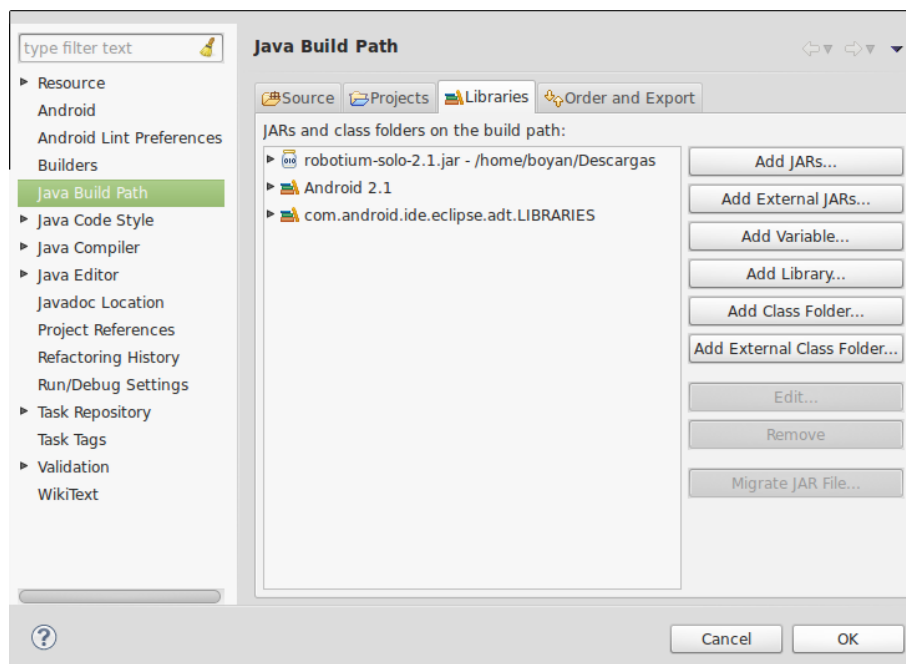 type filter text
Resource
Android
Android Lint Preferences
Builders
Java Build Path
Java Code Style
Java Compiler
Java Editor
Javadoc Location
Project References
Refactoring History
Run/Debug Settings
Task Repository
Task Tags
Validation
WikiText
Java Build Path
Source Projects Libraries Order and Export
JARs and class folders on the build path:
robotium-solo-2.1.jar - /home/boyan/Descargas
Android 2.1
com.android.ide.eclipse.adt.LIBRARIES
Add JARs...
Add External JARs...
Add Variable...
Add Library...
Add Class Folder...
Add External Class Folder...
Edit...
Remove
Migrate JAR File...
Cancel OK